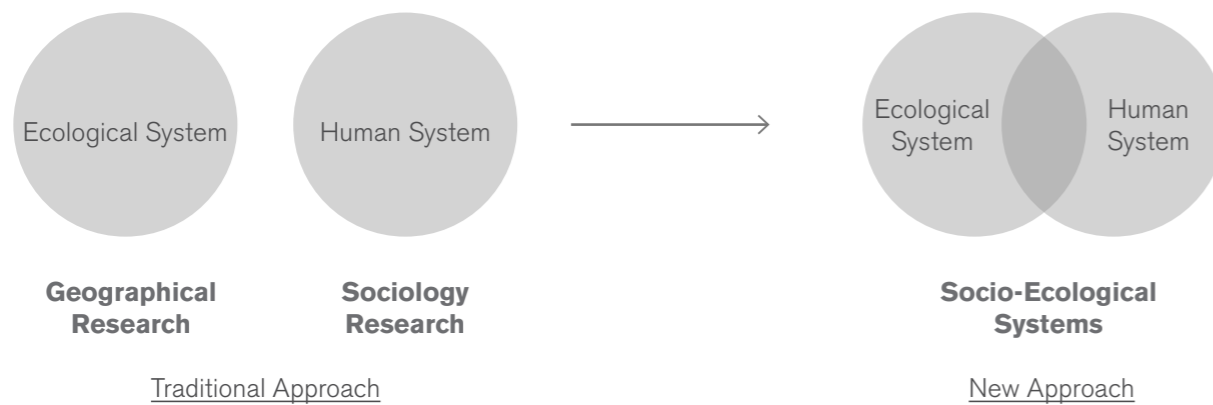 Ecological System
Human System
Ecological
System
Human
System
Geographical
Research
Sociology
Research
Socio-Ecological
Systems
Traditional Approach
New Approach